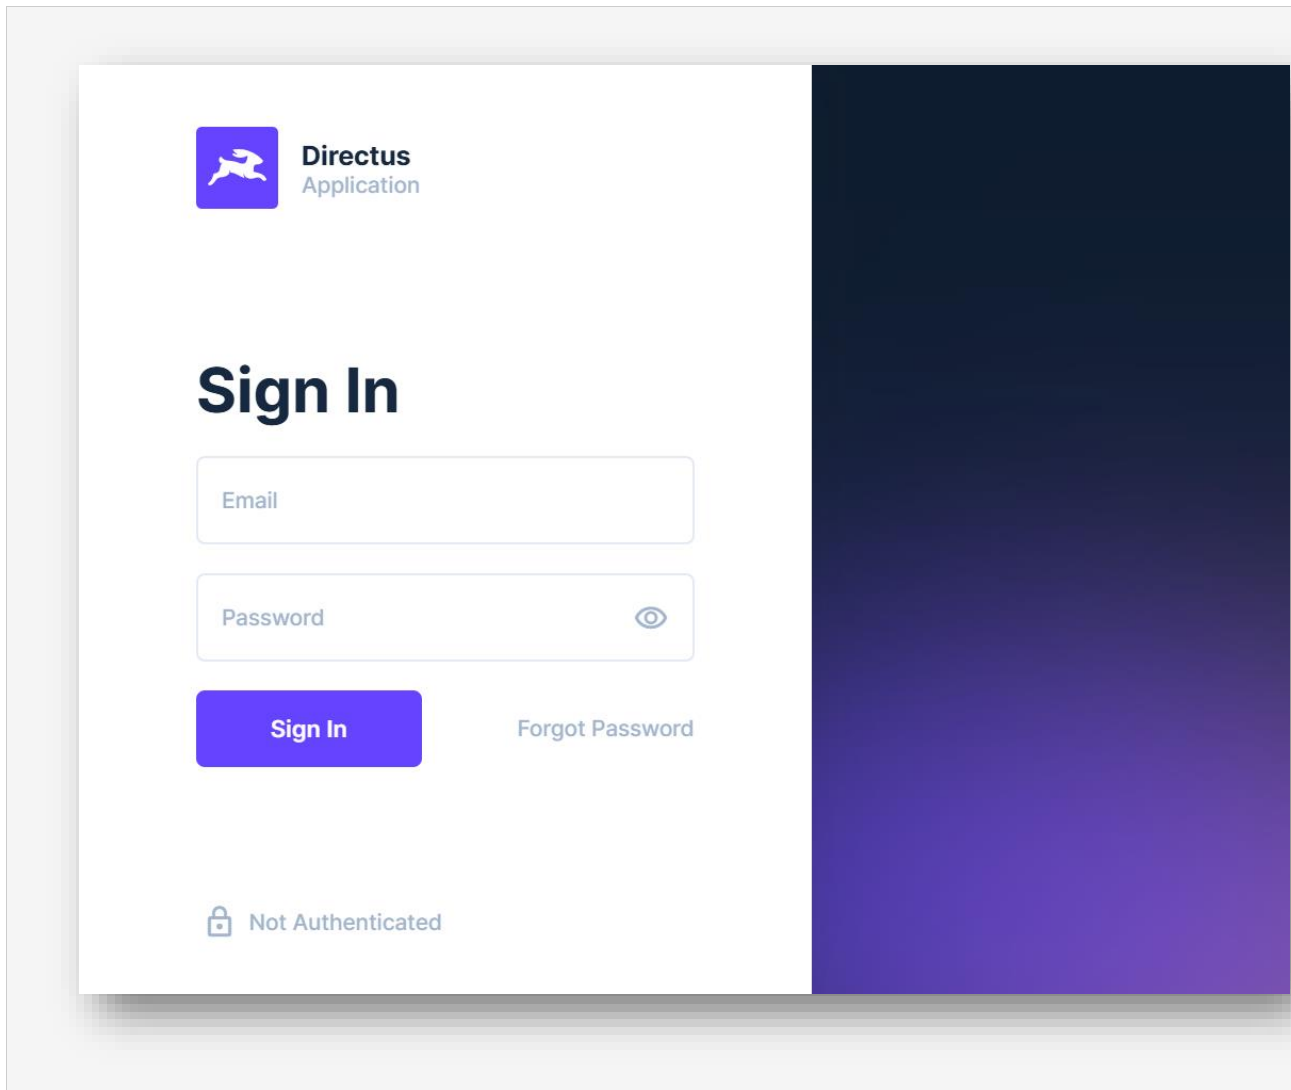 Directus
Application
Sign In
Email
Password
Sign In
Forgot Password
Not Authenticated